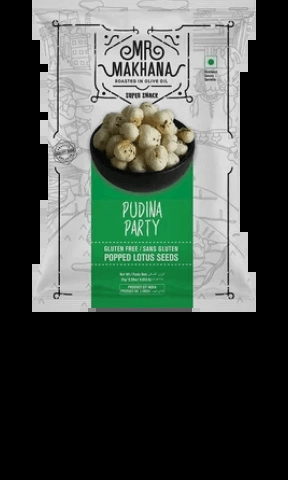 MR
MAKHANA
ROASTED IN OLIVE OIL
SUPER SNACK
PUDINA
PARTY
GLUTEN FREE / SANS GLUTEN
POPPED LOTUS SEEDS
PRODUCT OF INDIA